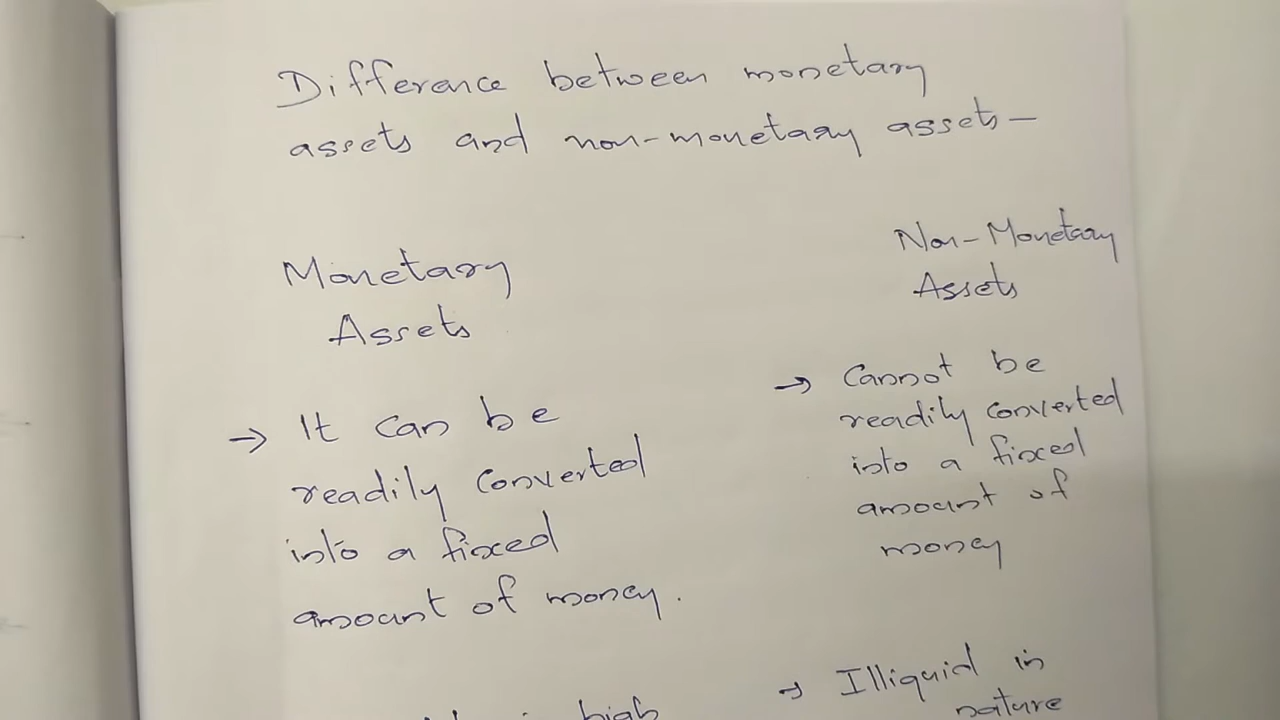 Difference between monetary
assets and non-monetary assets-
Monetary
Assets
→ It can be
readily converted
into a fixed
amount of money.
Non-Monetary
Assets
→ Cannot be
readily converted
into a fixed
amount of
money
→ Illiquid in
nature
high